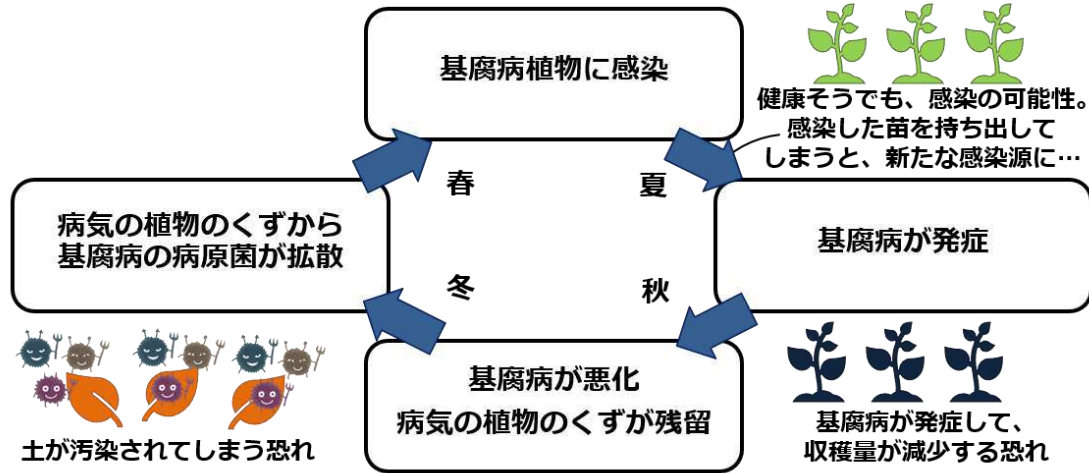 基腐病植物に感染
健康そうでも、感染の可能性。
感染した苗を持ち出して
しまうと、新たな感染源に…
春
夏
病気の植物のくずから
基腐病の病原菌が拡散
基腐病が発症
冬
秋
基腐病が悪化
病気の植物のくずが残留
土が汚染されてしまう恐れ
基腐病が発症して、
収穫量が減少する恐れ